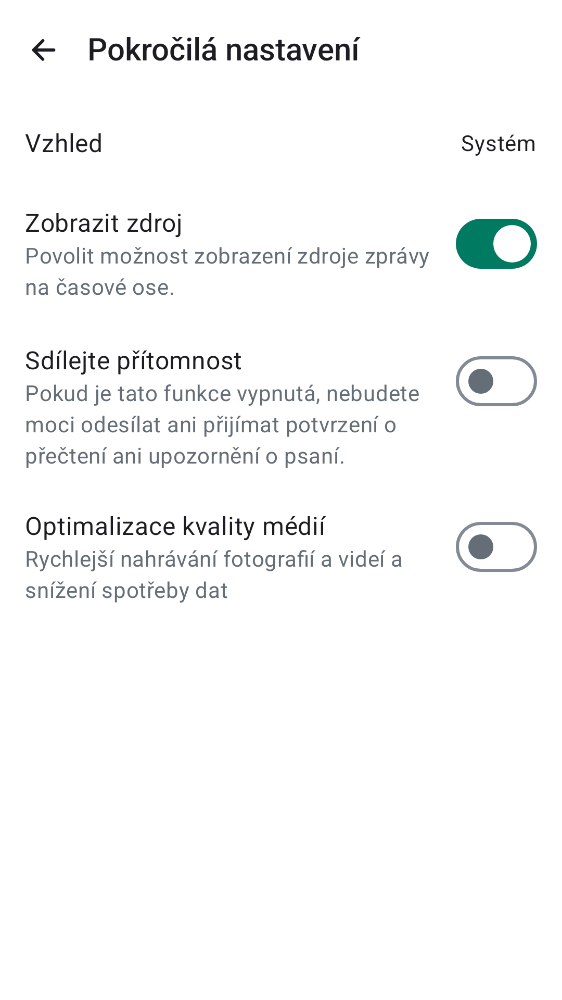 Pokročilá nastavení
Vzhled
Systém
Zobrazit zdroj
Povolit možnost zobrazení zdroje zprávy
na časové ose.
Sdílejte přítomnost
Pokud je tato funkce vypnutá, nebudete
moci odesílat ani přijímat potvrzení o
přečtení ani upozornění o psaní.
Optimalizace kvality médií
Rychlejší nahrávání fotografií a videí a
snížení spotřeby dat